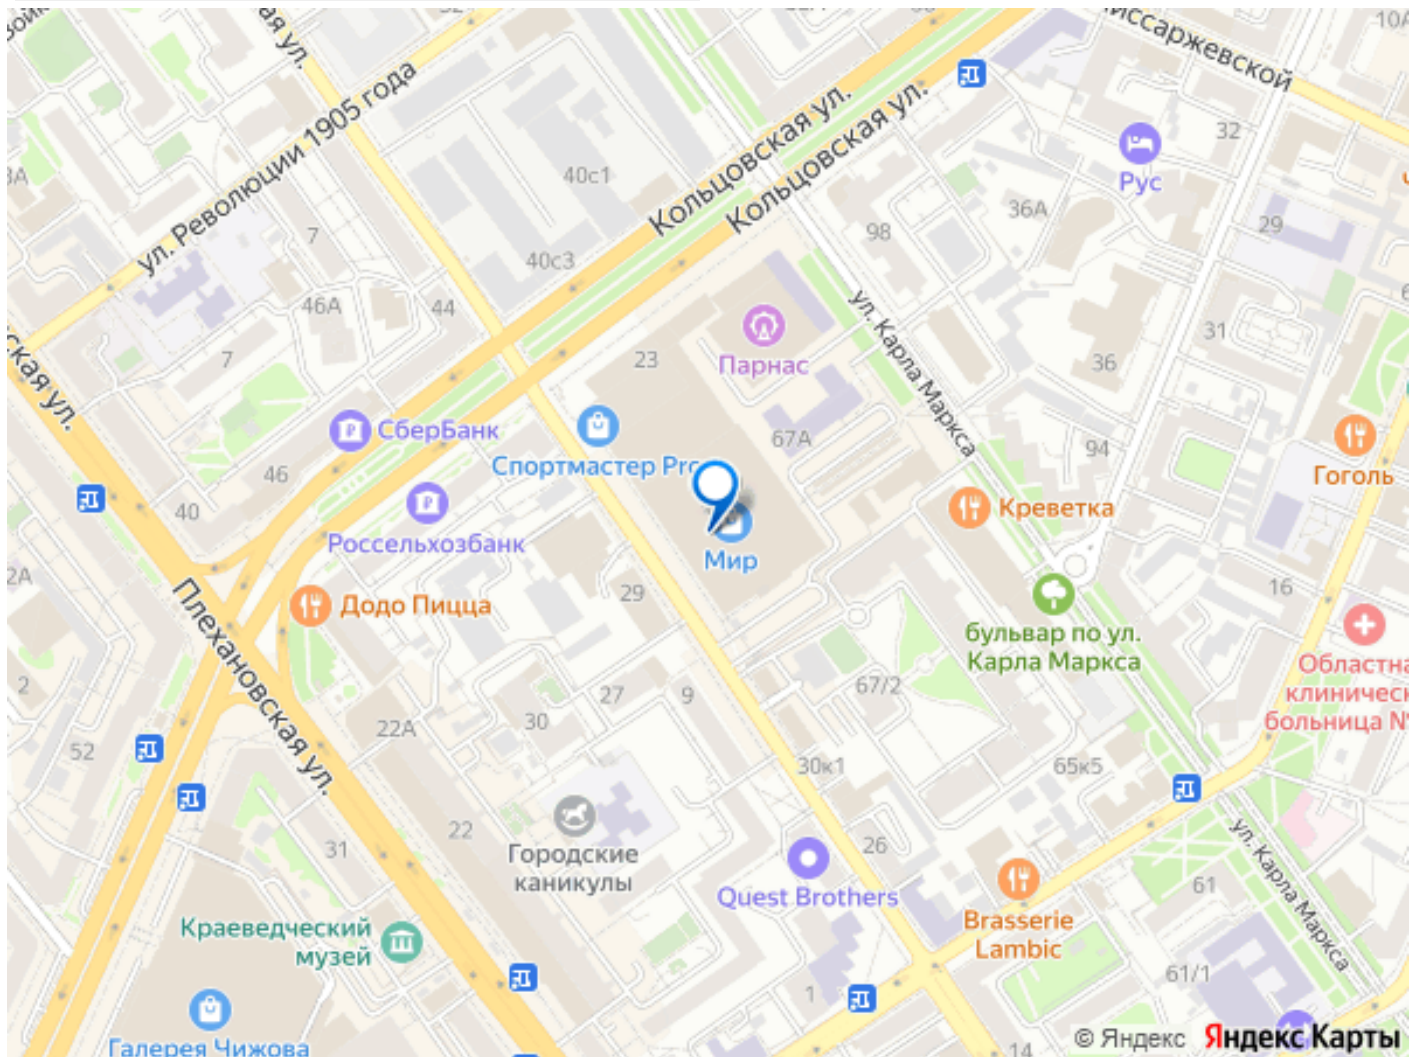 10А
32
ул. Революции 1905 года
Кольцовская ул.
Кольцовская ул.
40с1
40с3
98
36А
Рус
29
7
46А
44
7
23
Парнас
ул. Карла Маркса
31
36
СберБанк
Спортмастер Pro
67А
94
Гоголь
46
40
Россельхозбанк
Креветка
Мир
Додо Пицца
29
16
бульвар по ул.
Карла Маркса
Плехановская ул.
2
27
9
67/2
22А
30
52
30к1
65к5
22
31
Городские
каникулы
26
Quest Brothers
ул. Карла Маркса
61
Brasserie
Lambic
Краеведческий
музей
61/1
1
Галерея Чижова
14
© Яндекс Яндекс Карты